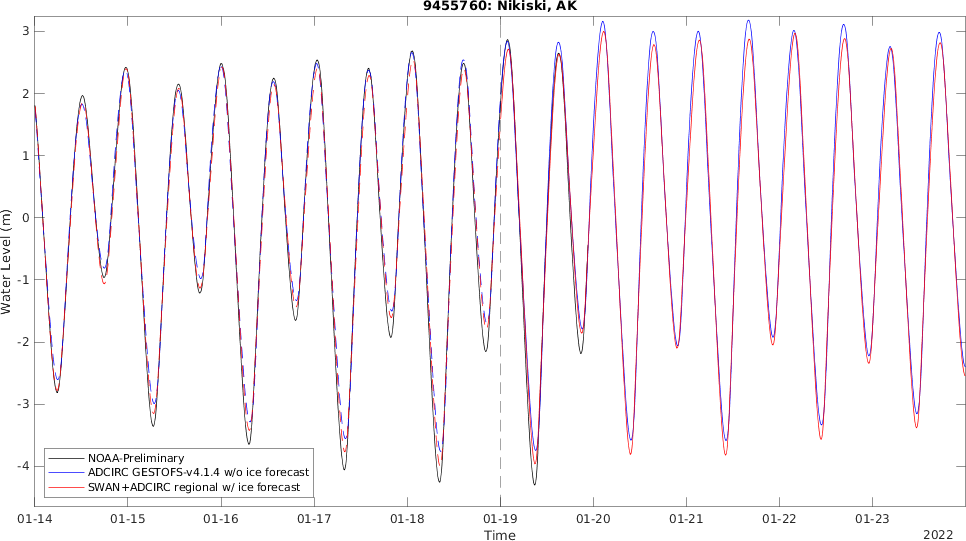 9455760: Nikiski, AK
3
2
1
0
-1
-2
-3
-4
Water Level (m)
NOAA-Preliminary
ADCIRC GESTOFS-v4.1.4 w/o ice forecast
SWAN+ADCIRC regional w/ ice forecast
01-14 01-15 01-16 01-17 01-18 01-19 01-20 01-21 01-22 01-23
Time
2022